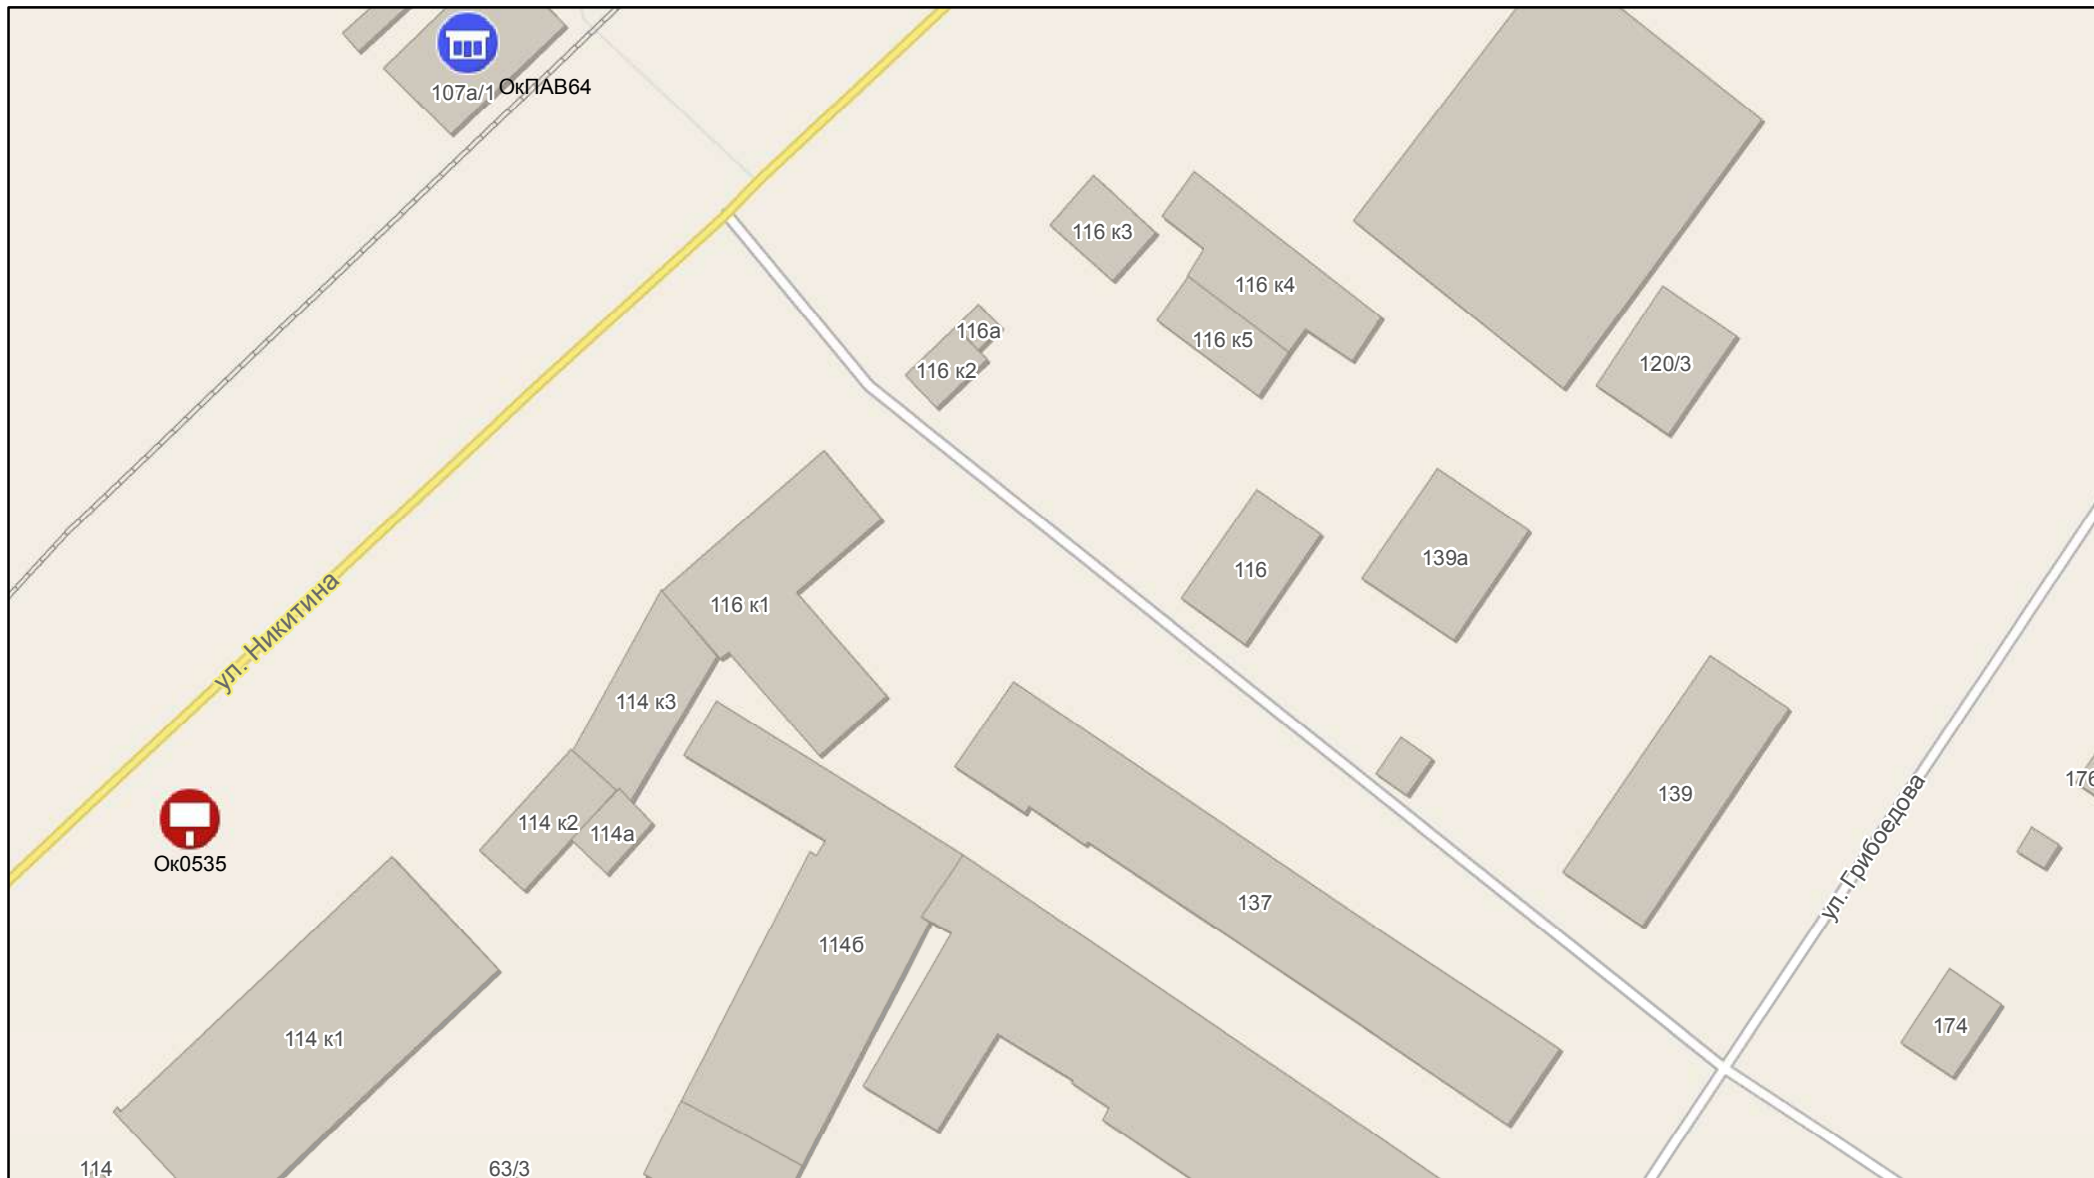 107а/1
ОкПАВ64
116 к3
116 к4
116а
116 к5
116 к2
120/3
116
139а
ул. Никитина
116 к1
114 к3
139
176
114 к2
114а
Ок0535
ул. Грибоедова
137
114б
174
114 к1
114
63/3